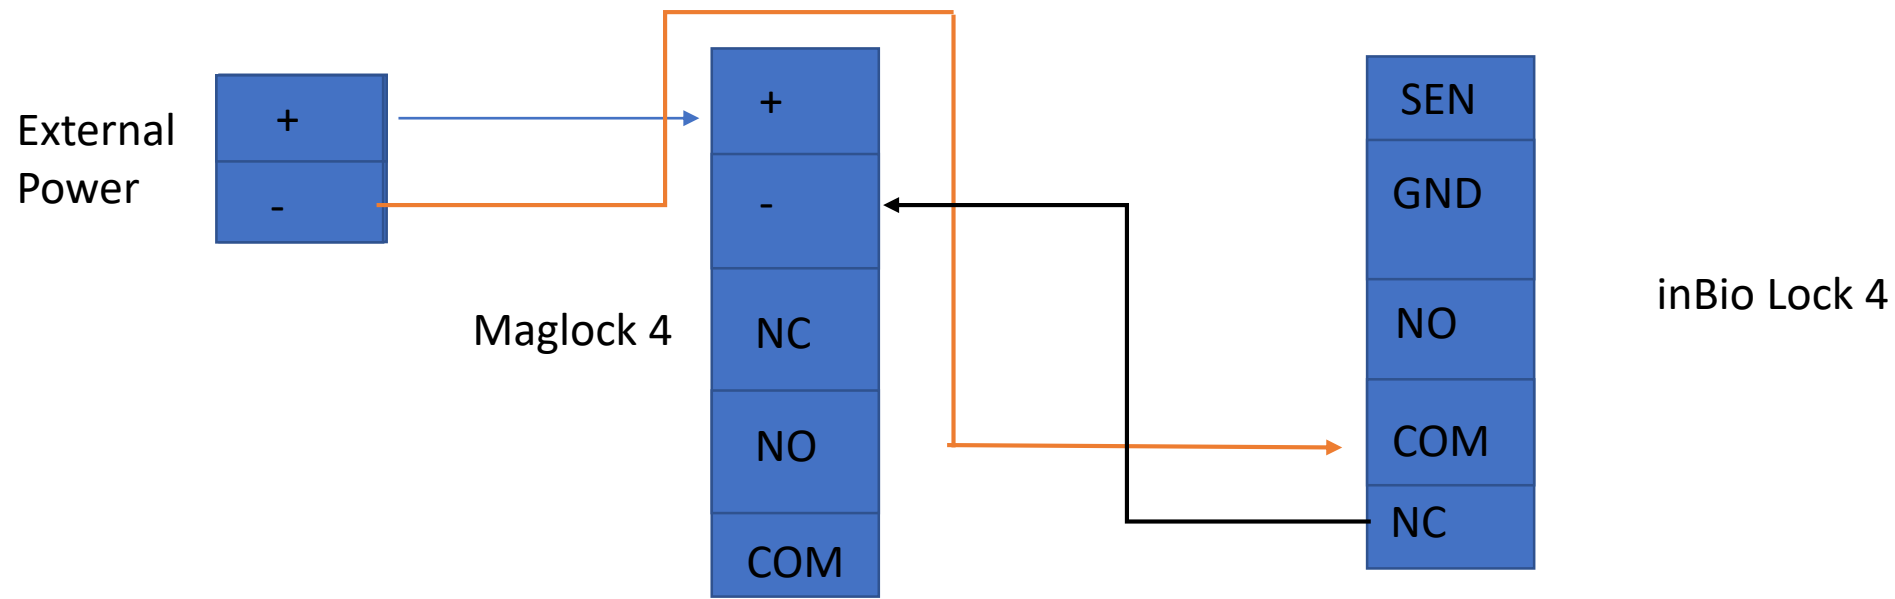 External
Power
+
-
Maglock 4
+
-
NC
NO
COM
SEN
GND
NO
COM
NC
inBio Lock 4